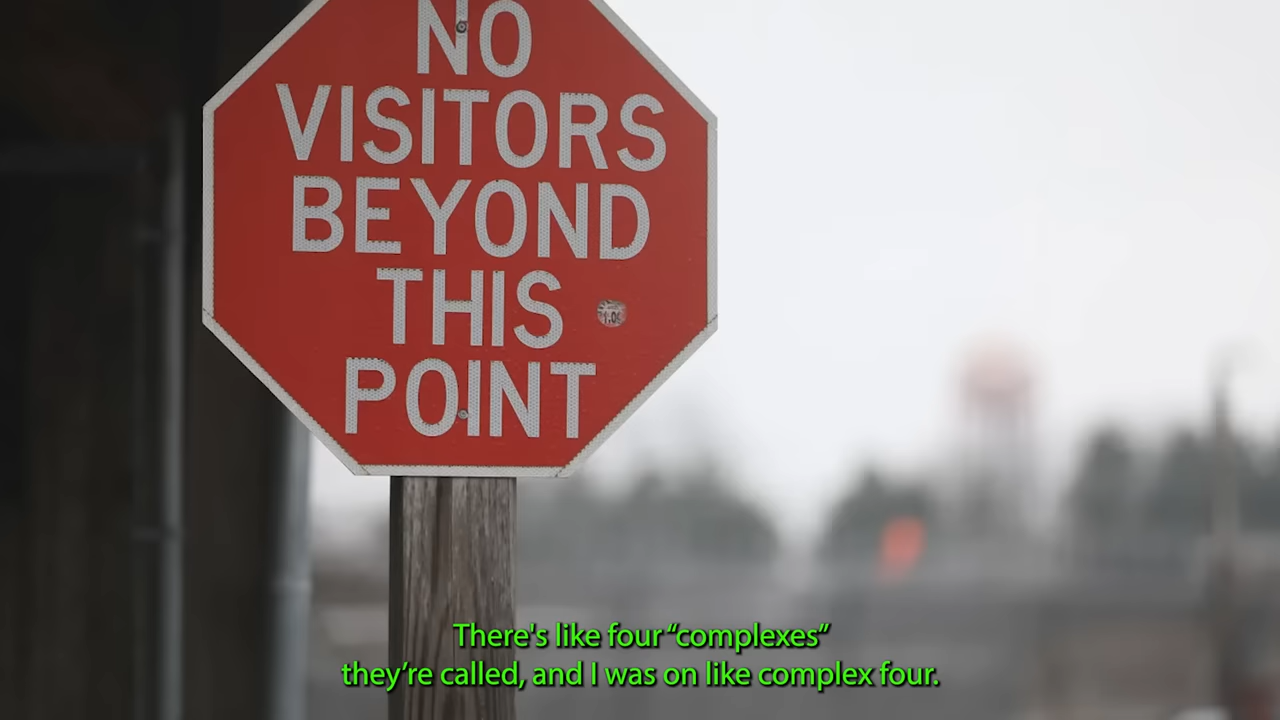 NO
VISITORS
BEYOND
THIS
POINT
There's like four “complexes”
they’re called, and I was on like complex four.